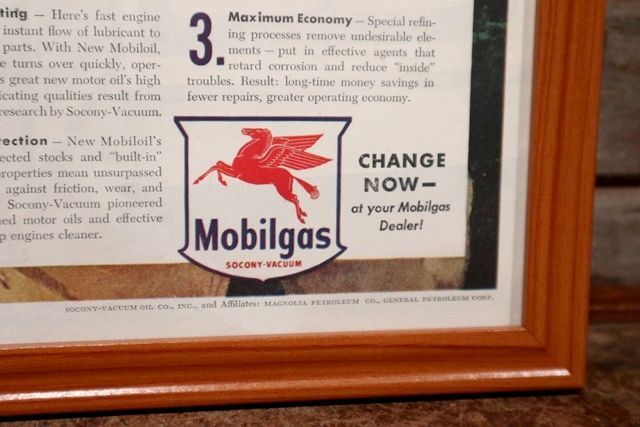 ting — Here's fast engine
instant flow of lubricant to
parts. With New Mobiloil,
e turns over quickly, oper-
s great new motor oil's high
icating qualities result from
research by Socony-Vacuum.
ection — New Mobiloil's
ected stocks and "built-in"
properties mean unsurpassed
against friction, wear, and
Socony-Vacuum pioneered
ed motor oils and effective
p engines cleaner.
3. Maximum Economy — Special refin-
ing processes remove undesirable ele-
ments — put in effective agents that
retard corrosion and reduce "inside"
troubles. Result: long-time money savings in
fewer repairs, greater operating economy.
Mobilgas
SOCONY-VACUUM
CHANGE
NOW—
at your Mobilgas
Dealer!
SOCONY-VACUUM OIL CO., INC., and Affiliates: MAGNOLIA PETROLEUM CO., GENERAL PETROLEUM CORP.